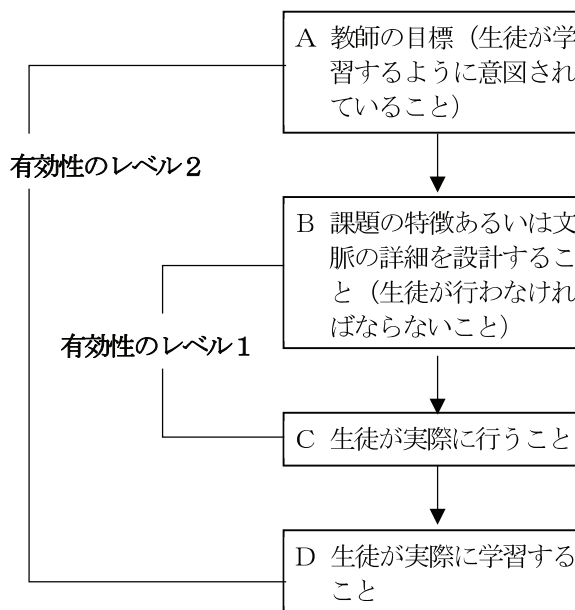 A 教師の目標（生徒が学
習するように意図され
ていること）
有効性のレベル２
B 課題の特徴あるいは文
脈の詳細を設計するこ
と（生徒が行わなけれ
ばならないこと）
有効性のレベル１
C 生徒が実際に行うこと
D 生徒が実際に学習する
こと